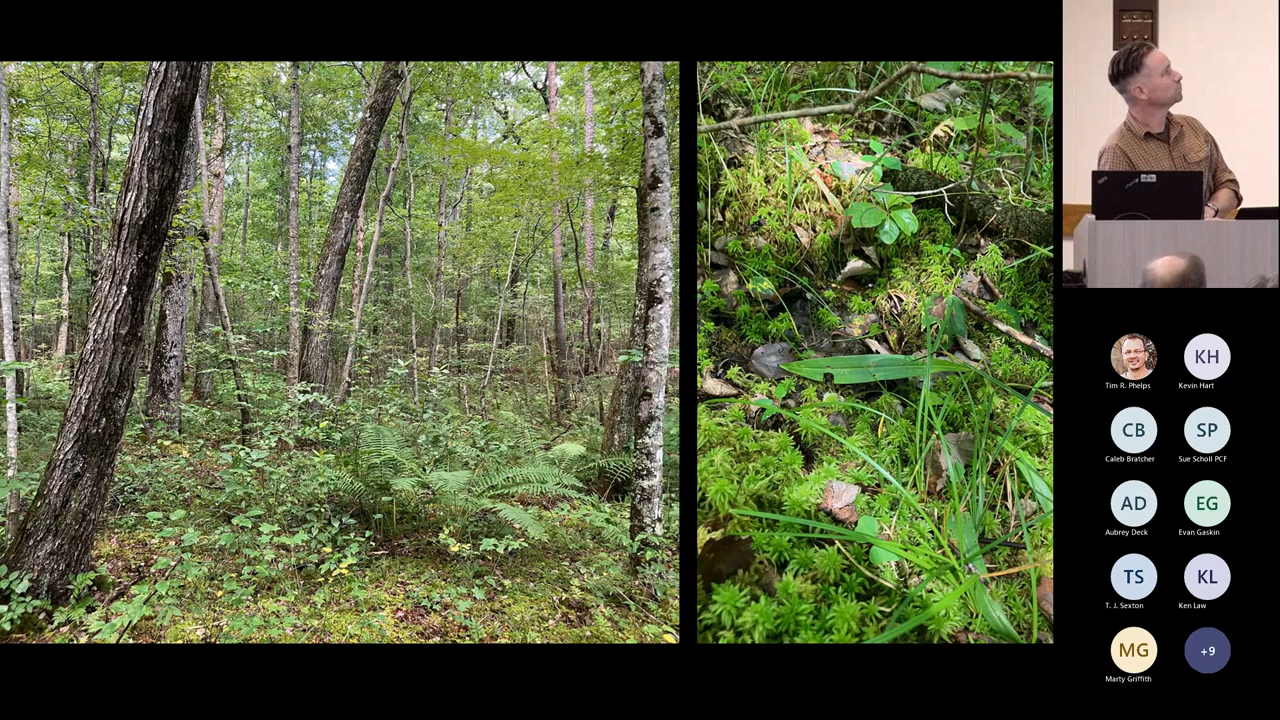 Tim R. Phelps
KH
Kevin Hart
CB
Caleb Bratcher
SP
Sue Scholl PCF
AD
Aubrey Deck
EG
Evan Gaskin
TS
T. J. Sexton
KL
Ken Law
MG
Marty Griffith
+9